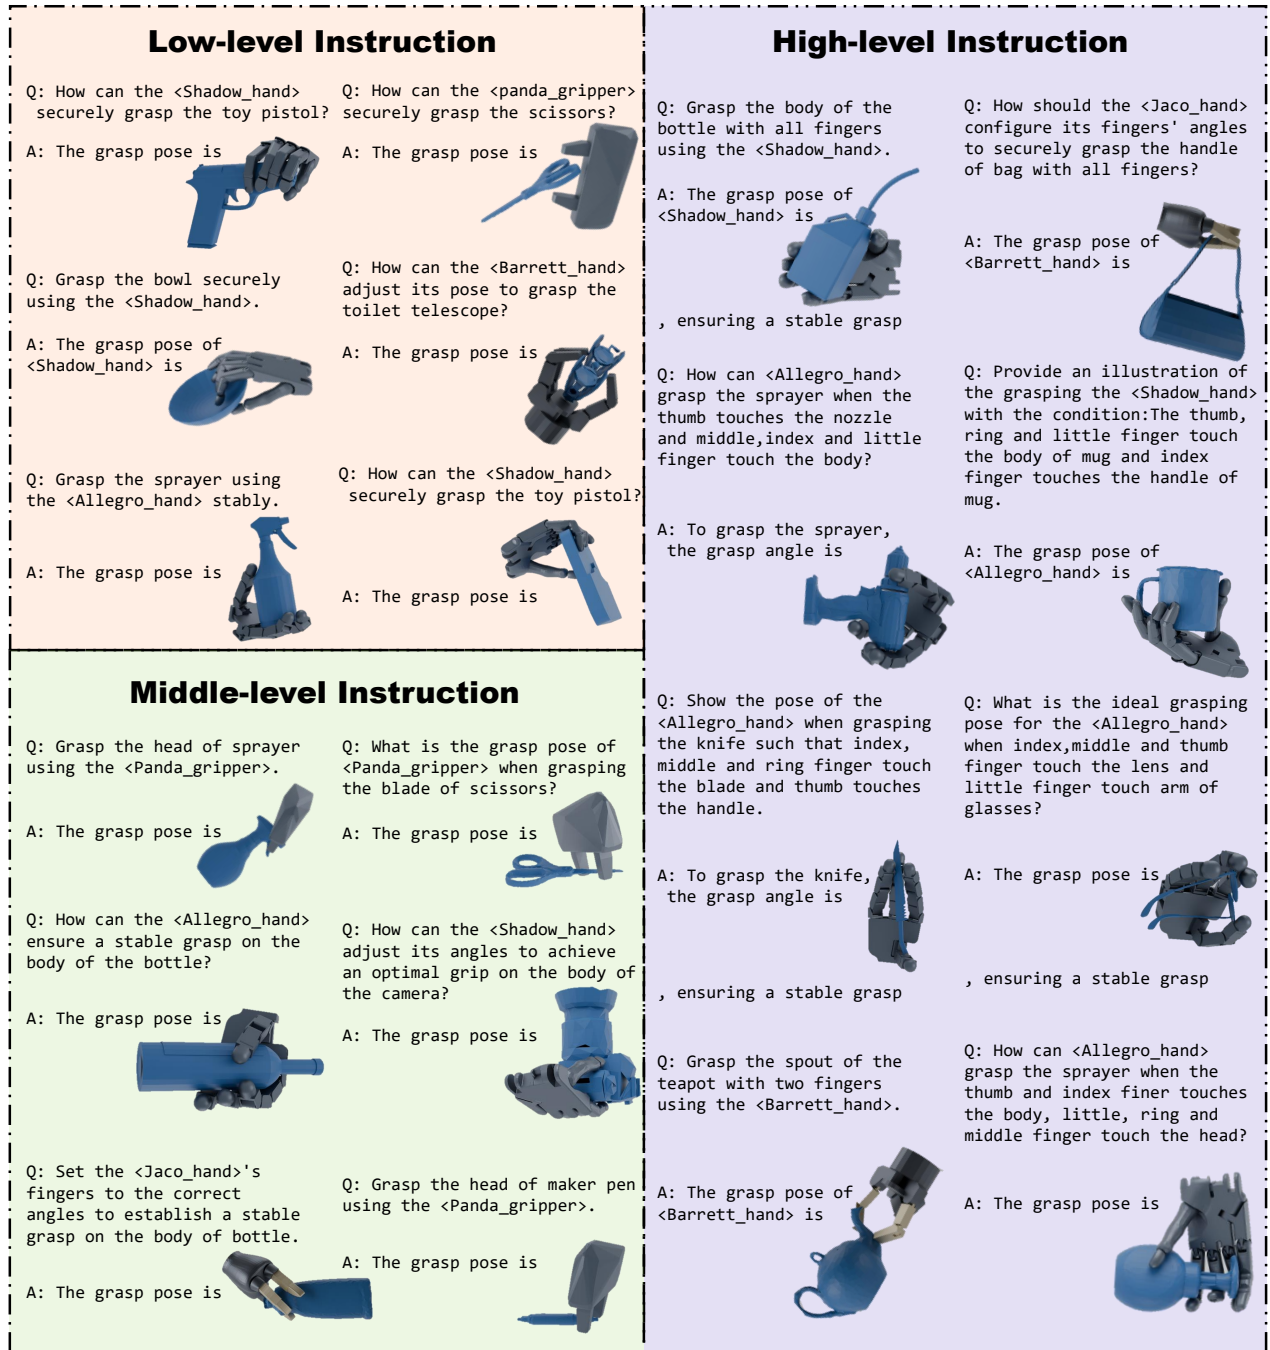 Low-level Instruction
Q: How can the <Shadow_hand>
securely grasp the toy pistol?
A: The grasp pose is
Q: How can the <panda_gripper>
securely grasp the scissors?
A: The grasp pose is
Q: Grasp the bowl securely
using the <Shadow_hand>.
A: The grasp pose of
<Shadow_hand> is
Q: How can the <Barrett_hand>
adjust its pose to grasp the
toilet telescope?
A: The grasp pose is
Q: Grasp the sprayer using
the <Allegro_hand> stably.
A: The grasp pose is
Q: How can the <Shadow_hand>
securely grasp the toy pistol?
A: The grasp pose is
Middle-level Instruction
Q: Grasp the head of sprayer
using the <Panda_gripper>.
A: The grasp pose is
Q: What is the grasp pose of
<Panda_gripper> when grasping
the blade of scissors?
A: The grasp pose is
Q: How can the <Allegro_hand>
ensure a stable grasp on the
body of the bottle?
A: The grasp pose is
Q: How can the <Shadow_hand>
adjust its angles to achieve
an optimal grip on the body of
the camera?
A: The grasp pose is
Q: Set the <Jaco_hand>'s
fingers to the correct
angles to establish a stable
grasp on the body of bottle.
A: The grasp pose is
Q: Grasp the head of maker pen
using the <Panda_gripper>.
A: The grasp pose is
High-level Instruction
Q: Grasp the body of the
bottle with all fingers
using the <Shadow_hand>.
A: The grasp pose of
<Shadow_hand> is
, ensuring a stable grasp
Q: How should the <Jaco_hand>
configure its fingers' angles
to securely grasp the handle
of bag with all fingers?
A: The grasp pose of
<Barrett_hand> is
Q: How can <Allegro_hand>
grasp the sprayer when the
thumb touches the nozzle
and middle,index and little
finger touch the body?
A: To grasp the sprayer,
the grasp angle is
Q: Provide an illustration of
the grasping the <Shadow_hand>
with the condition:The thumb,
ring and little finger touch
the body of mug and index
finger touches the handle of
mug.
A: The grasp pose of
<Allegro_hand> is
Q: Show the pose of the
<Allegro_hand> when grasping
the knife such that index,
middle and ring finger touch
the blade and thumb touches
the handle.
A: To grasp the knife,
the grasp angle is
, ensuring a stable grasp
Q: What is the ideal grasping
pose for the <Allegro_hand>
when index,middle and thumb
finger touch the lens and
little finger touch arm of
glasses?
A: The grasp pose is
, ensuring a stable grasp
Q: Grasp the spout of the
teapot with two fingers
using the <Barrett_hand>.
A: The grasp pose of
<Barrett_hand> is
Q: How can <Allegro_hand>
grasp the sprayer when the
thumb and index finer touches
the body, little, ring and
middle finger touch the head?
A: The grasp pose is